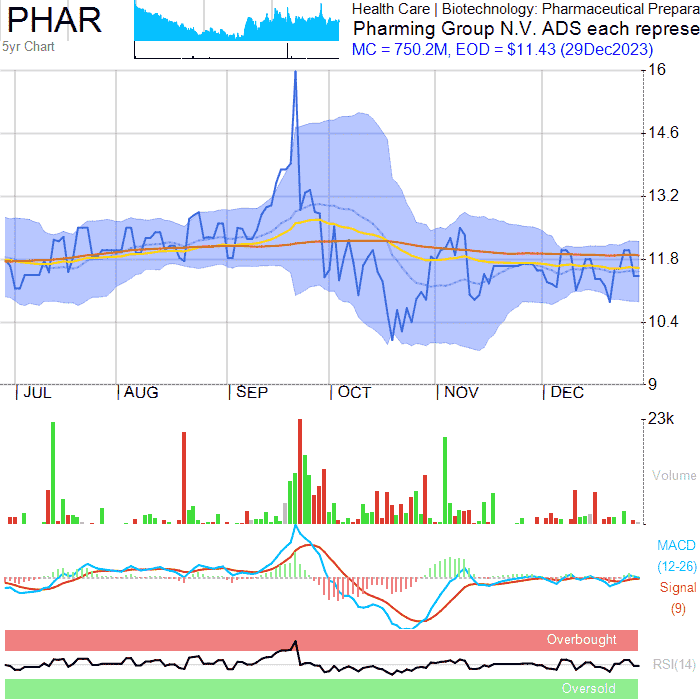 PHAR
5yr Chart
Health Care | Biotechnology: Pharmaceutical Prepara
Pharming Group N.V. ADS each represe
MC = 750.2M, EOD = $11.43 (29Dec2023)
16
14.6
13.2
11.8
10.4
9
JUL AUG SEP OCT NOV DEC
23k
Volume
MACD
(12-26)
Signal
(9)
Overbought
RSI(14)
Oversold